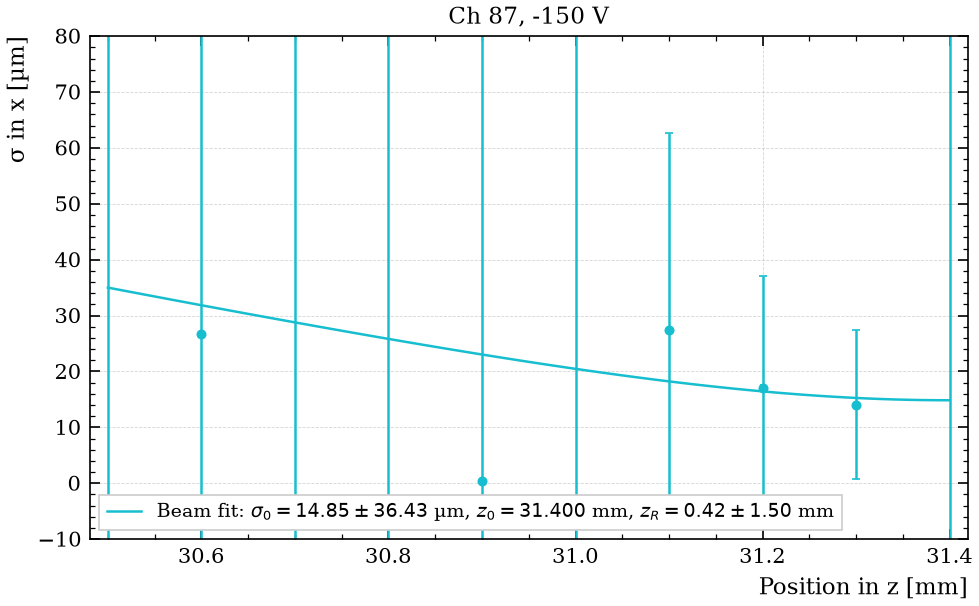 Ch 87, -150 V
σ in x [µm]
80
70
60
50
40
30
20
10
0
−10
Beam fit: σ₀ = 14.85 ± 36.43 µm, z₀ = 31.400 mm, z_R = 0.42 ± 1.50 mm
30.6 30.8 31.0 31.2 31.4
Position in z [mm]